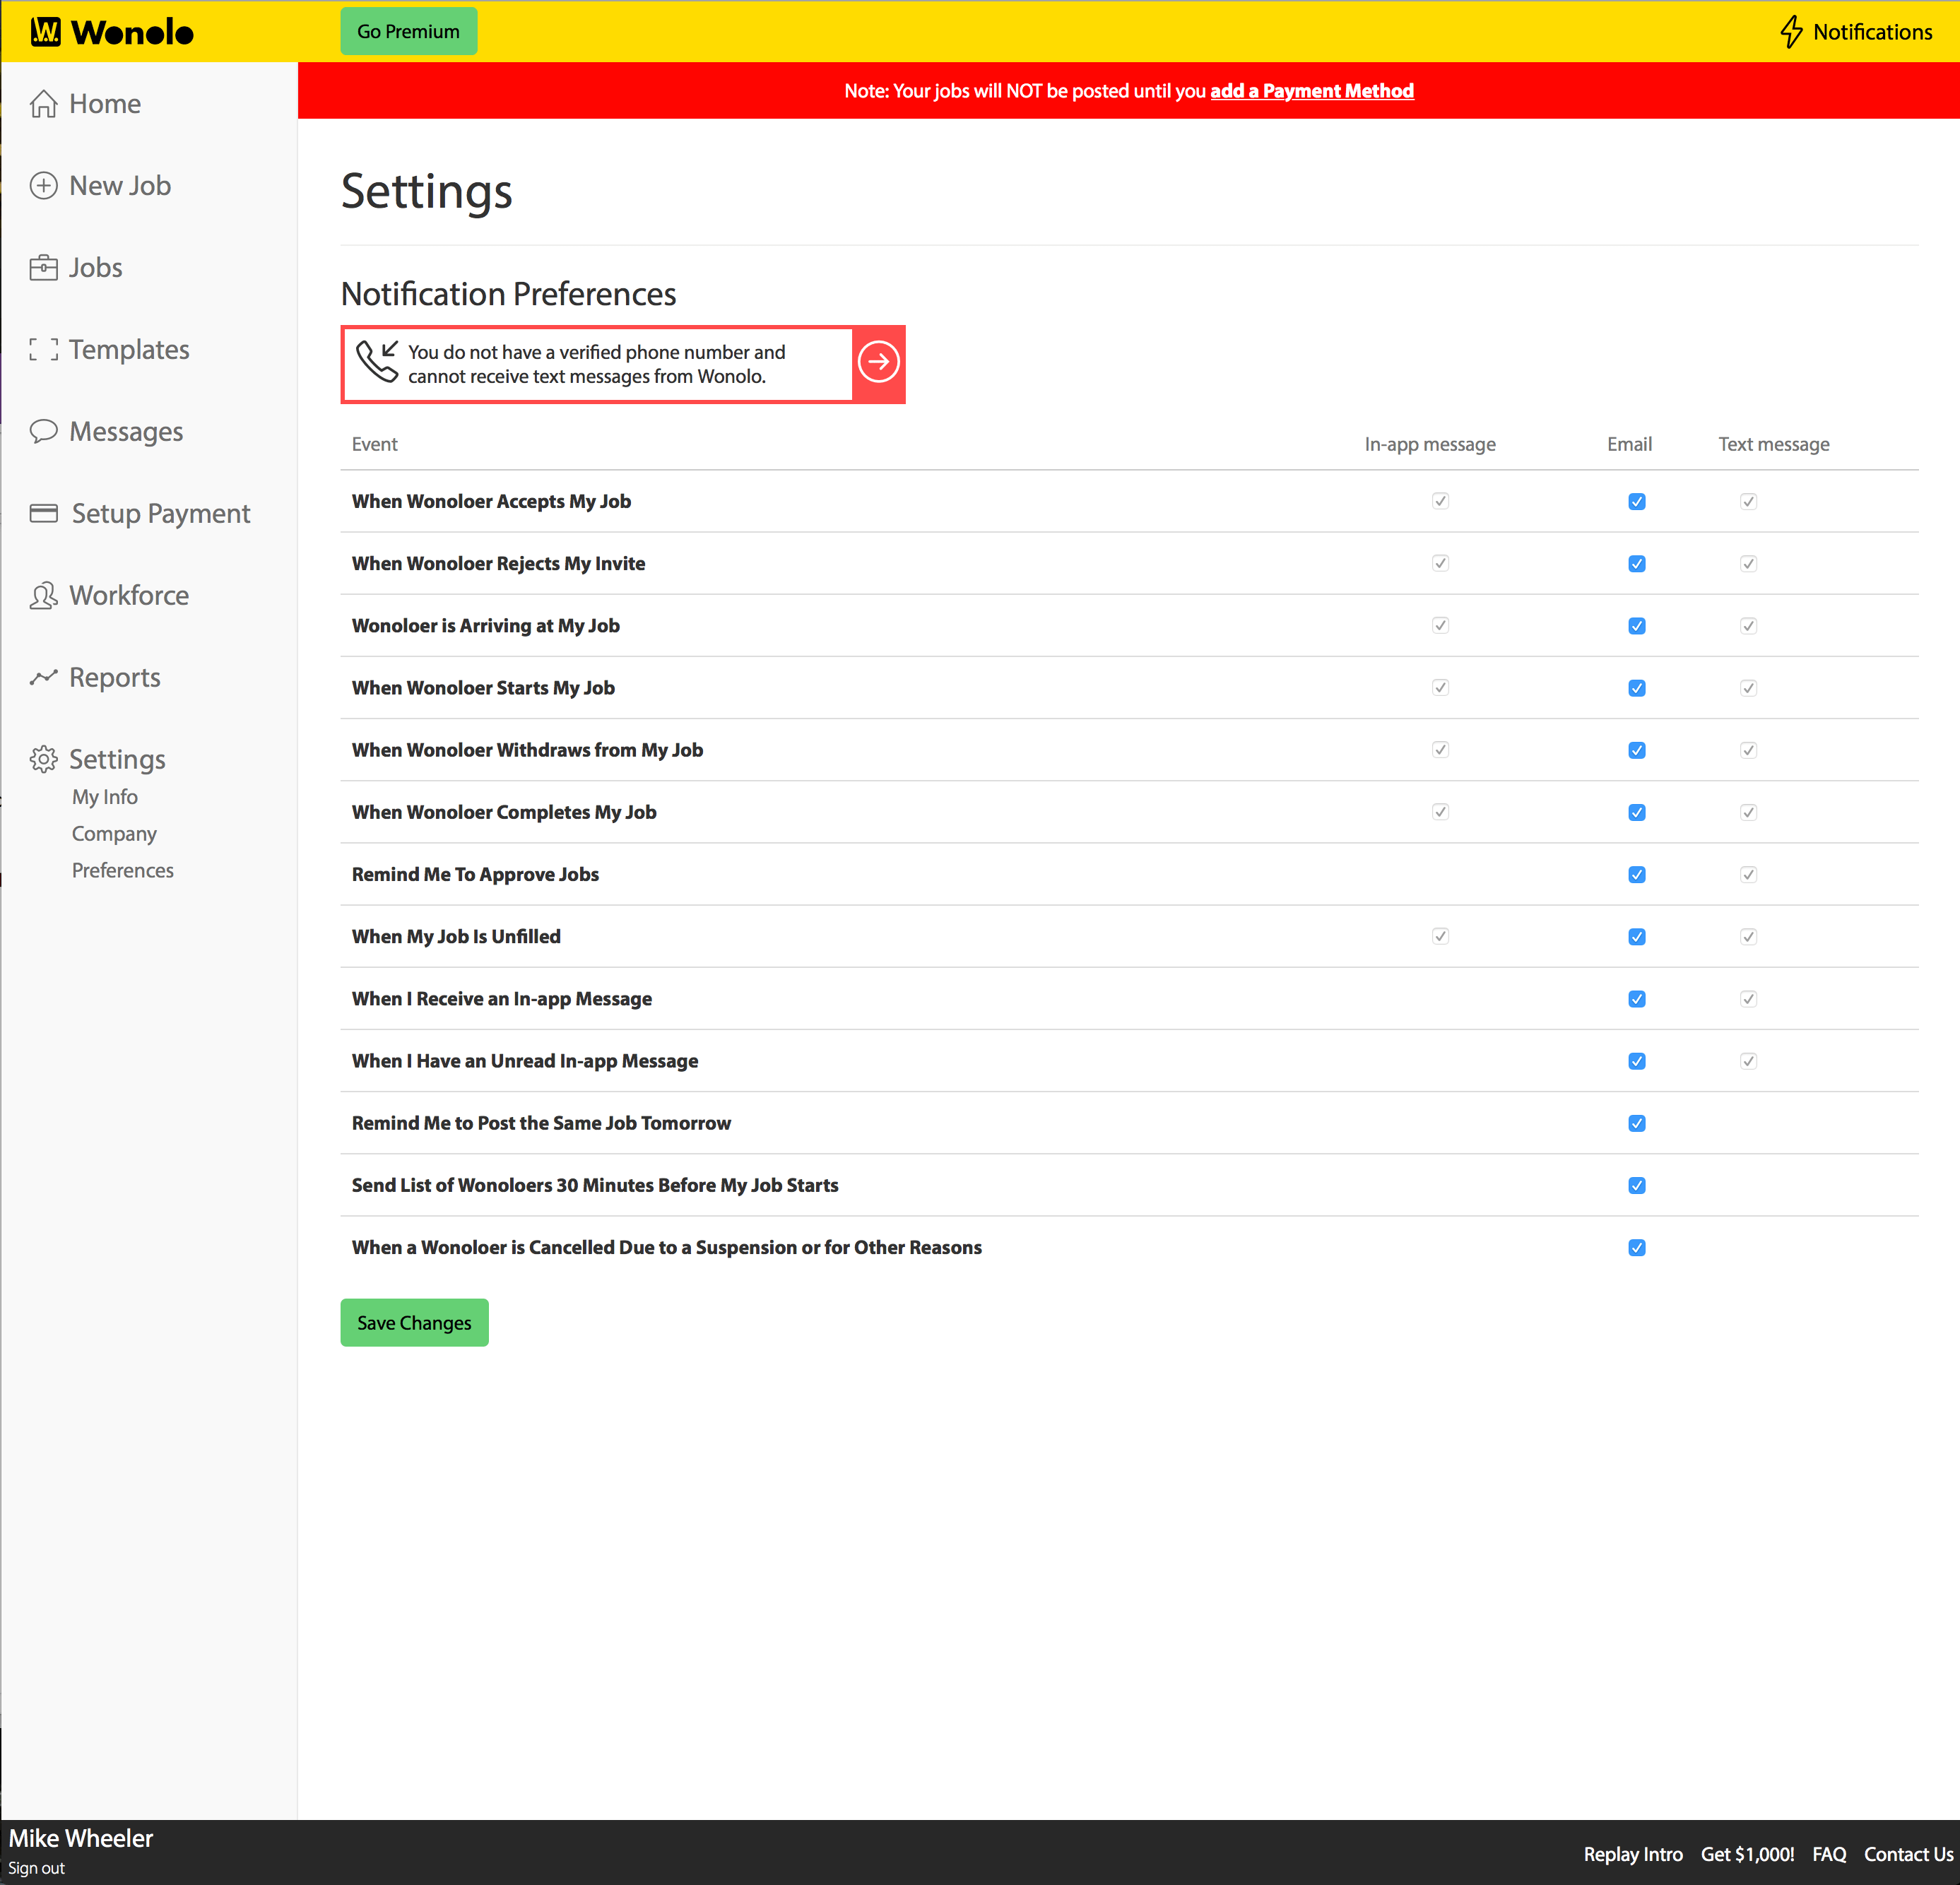 W. Wonolo
Go Premium
Notifications
Note: Your jobs will NOT be posted until you add a Payment Method
Home
New Job
Jobs
Templates
Messages
Setup Payment
Workforce
Reports
Settings
My Info
Company
Preferences
Settings
Notification Preferences
You do not have a verified phone number and
cannot receive text messages from Wonolo.
Event In-app message Email Text message
When Wonoloer Accepts My Job
When Wonoloer Rejects My Invite
Wonoloer is Arriving at My Job
When Wonoloer Starts My Job
When Wonoloer Withdraws from My Job
When Wonoloer Completes My Job
Remind Me To Approve Jobs
When My Job Is Unfilled
When I Receive an In-app Message
When I Have an Unread In-app Message
Remind Me to Post the Same Job Tomorrow
Send List of Wonoloers 30 Minutes Before My Job Starts
When a Wonoloer is Cancelled Due to a Suspension or for Other Reasons
Save Changes
Mike Wheeler
Sign out
Replay Intro Get $1,000! FAQ Contact Us